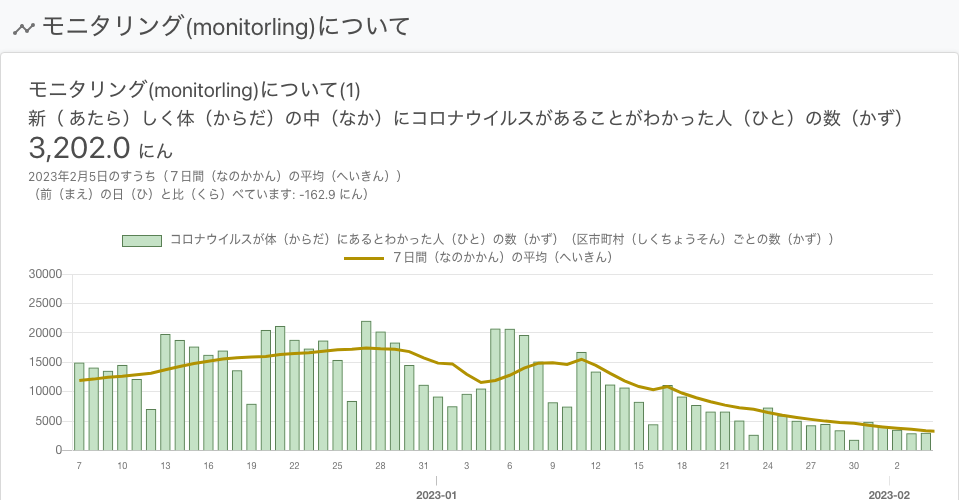 モニタリング(monitorling)について
モニタリング(monitorling)について(1)
新（ あたら）しく体（からだ）の中（なか）にコロナウイルスがあることがわかった人（ひと）の数（かず）
3,202.0 にん
2023年2月5日のすうち（７日間（なのかかん）の平均（へいきん））
（前（まえ）の日（ひ）と比（くら）べています: -162.9 にん）
コロナウイルスが体（からだ）にあるとわかった人（ひと）の数（かず）（区市町村（しくちょうそん）ごとの数（かず））
７日間（なのかかん）の平均（へいきん）
30000
25000
20000
15000
10000
5000
0
7 10 13 16 19 22 25 28 31 3 6 9 12 15 18 21 24 27 30 2
2023-01 2023-02